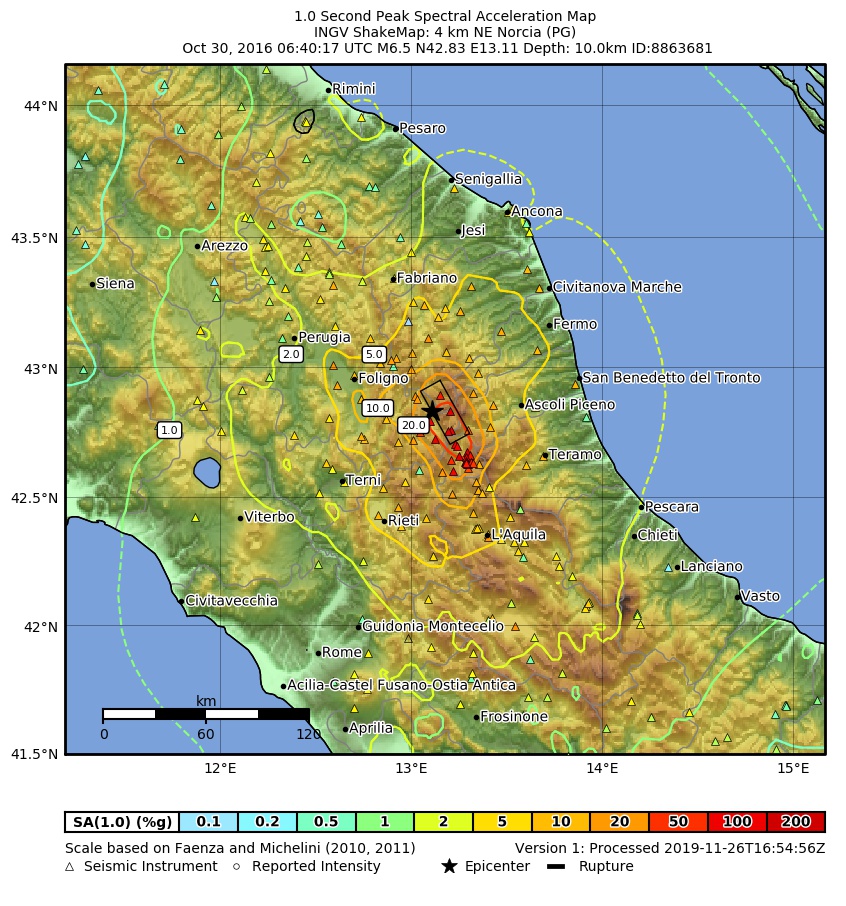 1.0 Second Peak Spectral Acceleration Map
INGV ShakeMap: 4 km NE Norcia (PG)
Oct 30, 2016 06:40:17 UTC M6.5 N42.83 E13.11 Depth: 10.0km ID:8863681
44°N
43.5°N
43°N
42.5°N
42°N
41.5°N
Rimini
Pesaro
Senigallia
Ancona
Jesi
Arezzo
Siena
Fabriano
Civitanova Marche
Fermo
Perugia
2.0
5.0
Foligno
San Benedetto del Tronto
10.0
Ascoli Piceno
20.0
1.0
Teramo
Terni
Pescara
Viterbo
Rieti
L'Aquila
Chieti
Lanciano
Vasto
Civitavecchia
Guidonia Montecelio
Rome
Acilia-Castel Fusano-Ostia Antica
Frosinone
Aprilia
km
0 60 120
12°E 13°E 14°E 15°E
SA(1.0) (%g) 0.1 0.2 0.5 1 2 5 10 20 50 100 200
Scale based on Faenza and Michelini (2010, 2011) Version 1: Processed 2019-11-26T16:54:56Z
Seismic Instrument Reported Intensity Epicenter Rupture